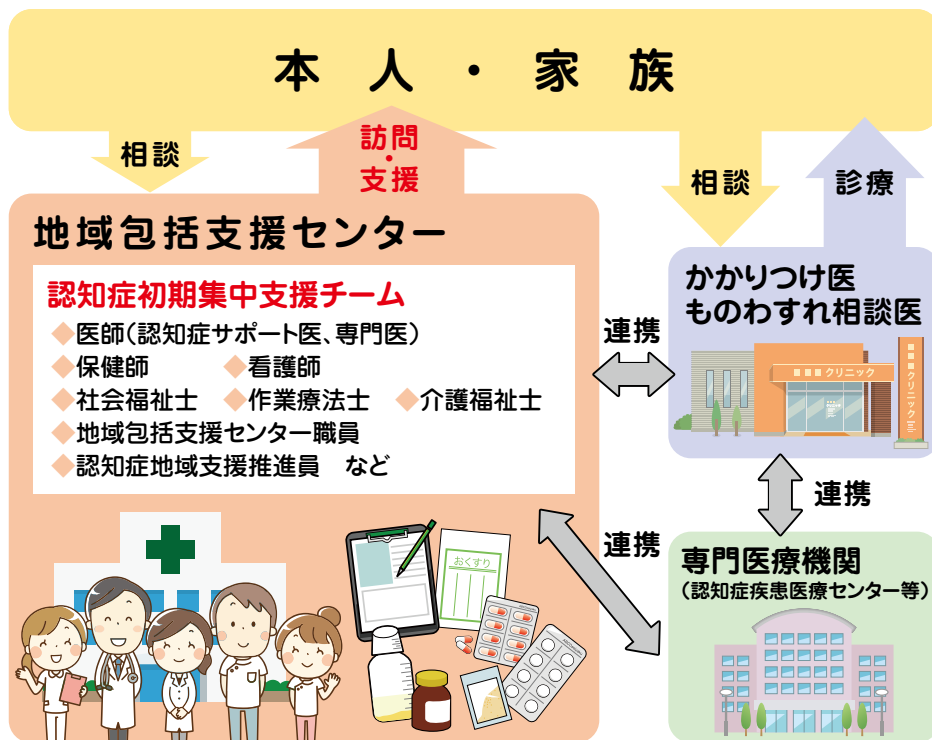 本人・家族
相談
訪問・支援
相談
診療
地域包括支援センター
認知症初期集中支援チーム
◆医師(認知症サポート医、専門医)
◆保健師 ◆看護師
◆社会福祉士 ◆作業療法士 ◆介護福祉士
◆地域包括支援センター職員
◆認知症地域支援推進員 など
連携
かかりつけ医
ものわすれ相談医
■■■クリニック
■■■クリニック
連携
連携
専門医療機関
(認知症疾患医療センター等)
おくすり